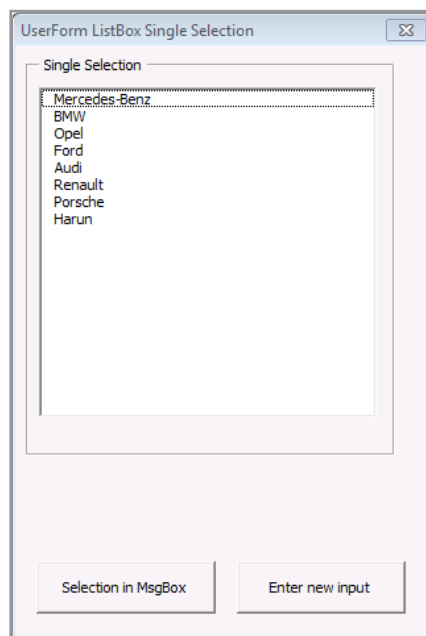 UserForm ListBox Single Selection
Single Selection
Mercedes-Benz
BMW
Opel
Ford
Audi
Renault
Porsche
Harun
Selection in MsgBox
Enter new input